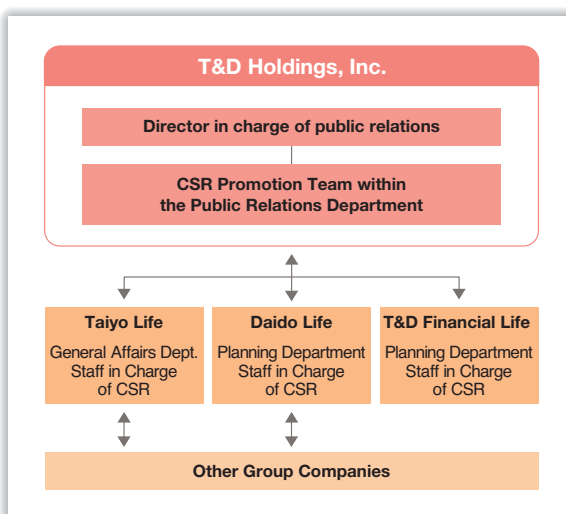 T&D Holdings, Inc.
Director in charge of public relations
CSR Promotion Team within
the Public Relations Department
Taiyo Life
General Affairs Dept.
Staff in Charge
of CSR
Daido Life
Planning Department
Staff in Charge
of CSR
T&D Financial Life
Planning Department
Staff in Charge
of CSR
Other Group Companies